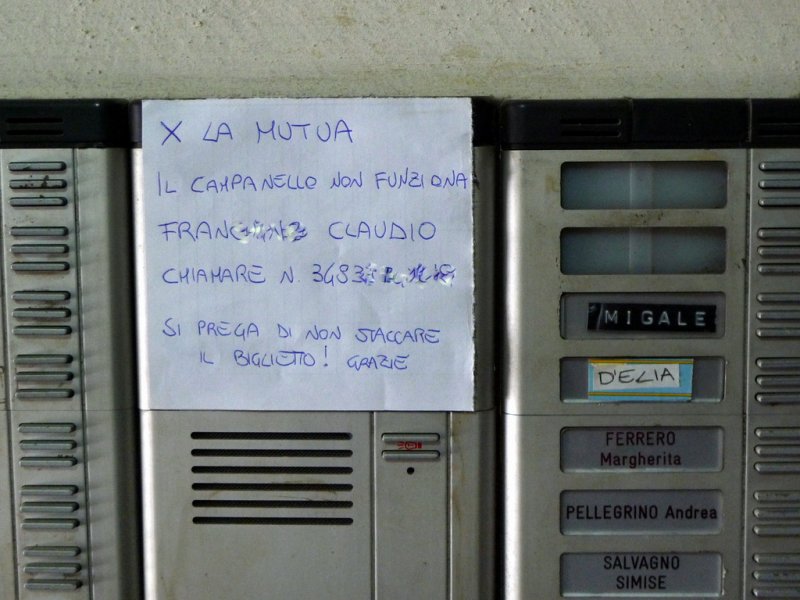 X LA MUTUA
IL CAMPANELLO NON FUNZIONA
CLAUDIO
CHIAMARE N. 3483
SI PREGA DI NON STACCARE
IL BIGLIETTO! GRAZIE
MIGALE
D'ELIA
FERRERO
Margherita
PELLEGRINO Andrea
SALVAGNO
SIMISE